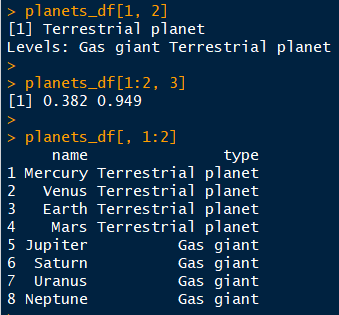 > planets_df[1, 2]
[1] Terrestrial planet
Levels: Gas giant Terrestrial planet
>
> planets_df[1:2, 3]
[1] 0.382 0.949
>
> planets_df[, 1:2]
     name               type
1 Mercury Terrestrial planet
2   Venus Terrestrial planet
3   Earth Terrestrial planet
4    Mars Terrestrial planet
5 Jupiter          Gas giant
6  Saturn          Gas giant
7  Uranus          Gas giant
8 Neptune          Gas giant